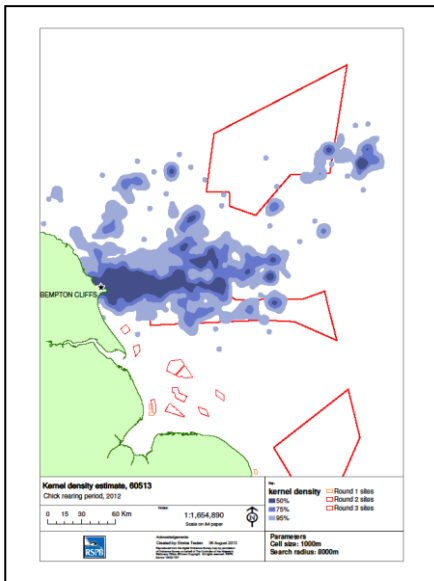 BEMPTON CLIFFS
Kernel density estimate, 60513
Chick rearing period, 2012
0 15 30 60 Km
1:1,654,890
Scale on A4 paper
N
RSPB
Acknowledgements
Key:
kernel density
50%
75%
95%
Round 1 sites
Round 2 sites
Round 3 sites
Parameters
Cell size: 1000m
Search radius: 8000m